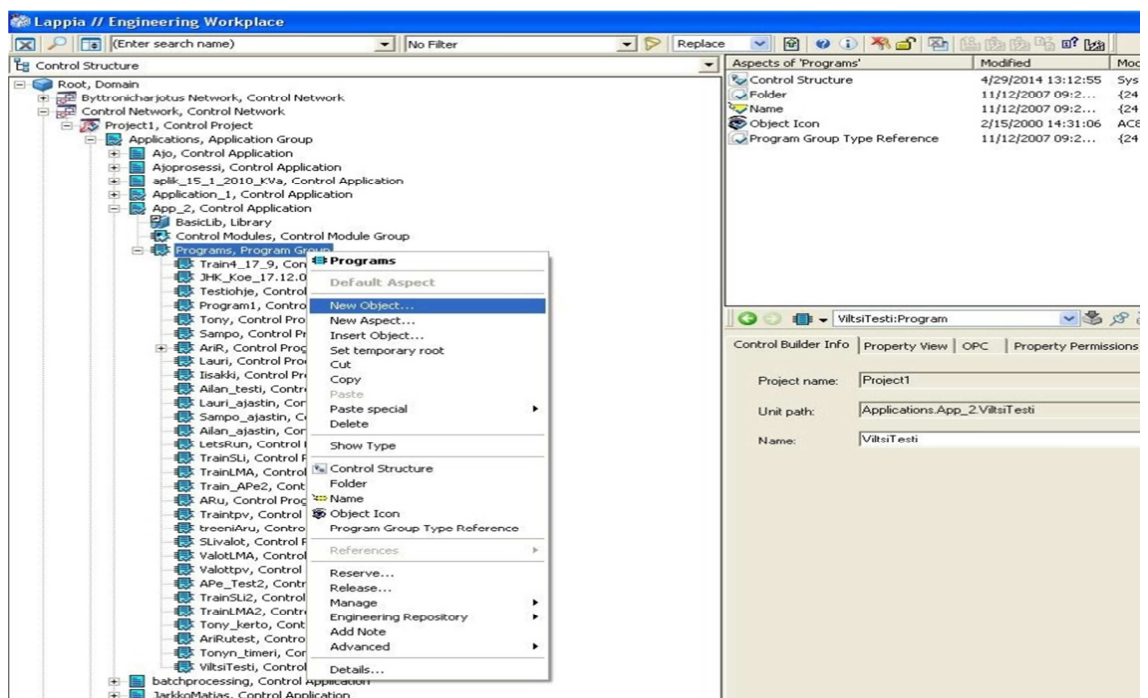 Lappia // Engineering Workplace
(Enter search name)
No Filter
Replace
Control Structure
Root, Domain
Byttronicharjotus Network, Control Network
Control Network, Control Network
Project1, Control Project
Applications, Application Group
Ajo, Control Application
Ajoprosessi, Control Application
aplik_15_1_2010_KVa, Control Application
Application_1, Control Application
App_2, Control Application
BasicLib, Library
Control Modules, Control Module Group
Programs, Program Group
Train4_17_9, Con
JHK_Koe_17.12.0
Testiohje, Control
Program1, Contro
Tony, Control Pro
Sampo, Control Pr
AriR, Control Prog
Lauri, Control Pro
Iisakki, Control Pr
Ailan_testi, Contr
Lauri_ajastin, Con
Sampo_ajastin, C
Ailan_ajastin, Con
LetsRun, Control
TrainSLi, Control P
TrainLMA, Control
Train_APe2, Cont
ARu, Control Prog
Traintpv, Control
treeniAru, Contro
SLivalot, Control P
ValotLMA, Control
Valottpv, Control
APe_Test2, Contr
TrainSLi2, Control
TrainLMA2, Contr
Tony_kerto, Cont
AriRutest, Contro
Tonyn_timeri, Con
ViltsiTesti, Control
batchprocessing, Control Application
JarkkoMatias, Control Application
Programs
Default Aspect
New Object...
New Aspect...
Insert Object...
Set temporary root
Cut
Copy
Paste
Paste special
Delete
Show Type
Control Structure
Folder
Name
Object Icon
Program Group Type Reference
References
Reserve...
Release...
Manage
Engineering Repository
Add Note
Advanced
Details...
Aspects of 'Programs' Modified Mod
Control Structure 4/29/2014 13:12:55 Sys
Folder 11/12/2007 09:2... {24
Name 11/12/2007 09:2... {24
Object Icon 2/15/2000 14:31:06 AC8
Program Group Type Reference 11/12/2007 09:2... {24
ViltsiTesti:Program
Control Builder Info Property View OPC Property Permissions
Project name: Project1
Unit path: Applications.App_2.ViltsiTesti
Name: ViltsiTesti